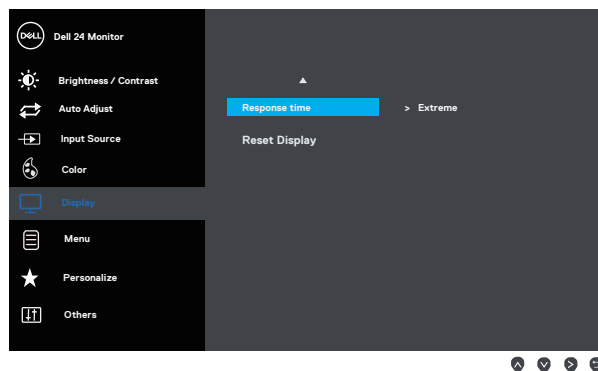 DELL
Dell 24 Monitor
Brightness / Contrast
Auto Adjust
Input Source
Color
Display
Menu
Personalize
Others
Response time > Extreme
Reset Display